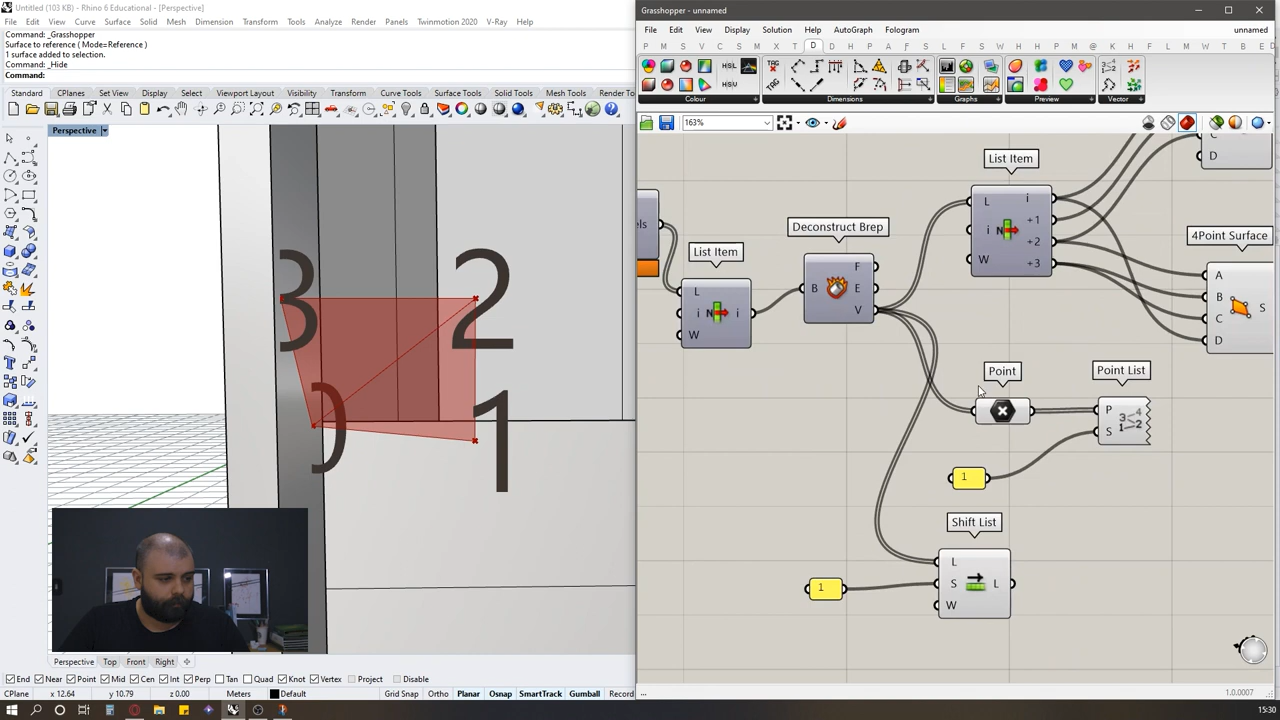 Untitled (103 KB) - Rhino 6 Educational - [Perspective]
File Edit View Curve Surface Solid Mesh Dimension Transform Tools Analyze Render Panels Twinmotion 2020 V-Ray Help
Command: _Grasshopper
Surface to reference ( Mode=Reference )
1 surface added to selection.
Command: _Hide
Command:
Standard CPlanes Set View Display Select Viewport Layout Visibility Transform Curve Tools Surface Tools Solid Tools Mesh Tools Render Tools
Perspective
3 2
0 1
Perspective Top Front Right
End Near Point Mid Cen Int Perp Tan Quad Knot Vertex Project Disable
CPlane x 12.64 y 10.79 z 0.00 Meters Default Grid Snap Ortho Planar Osnap SmartTrack Gumball Record
Grasshopper - unnamed
File Edit View Display Solution Help AutoGraph Fologram unnamed
P M S V C S M I X T D
HSL
HSV
TAG
Colour Dimensions Graphs Preview Vector
163%
List Item
L i
i N +1
+2
W +3
C
D
els
List Item
L
i N i
W
Deconstruct Brep
F
B E
V
4Point Surface
A
B
C S
D
Point
Point List
P
S
1
Shift List
L
S L
W
1
... 1.0.0007
15:30